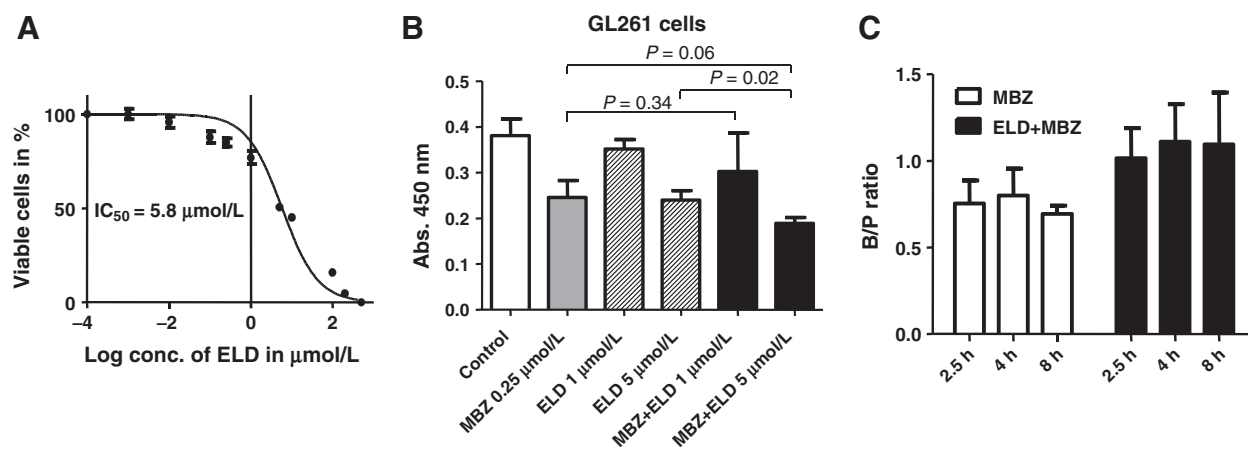 A
Viable cells in %
100
50
0
IC50 = 5.8 μmol/L
−4
−2
0
2
Log conc. of ELD in μmol/L
B
GL261 cells
P = 0.06
P = 0.02
P = 0.34
Abs. 450 nm
0.5
0.4
0.3
0.2
0.1
0.0
Control
MBZ 0.25 μmol/L
ELD 1 μmol/L
ELD 5 μmol/L
MBZ+ELD 1 μmol/L
MBZ+ELD 5 μmol/L
C
B/P ratio
1.5
1.0
0.5
0.0
MBZ
ELD+MBZ
2.5 h
4 h
8 h
2.5 h
4 h
8 h